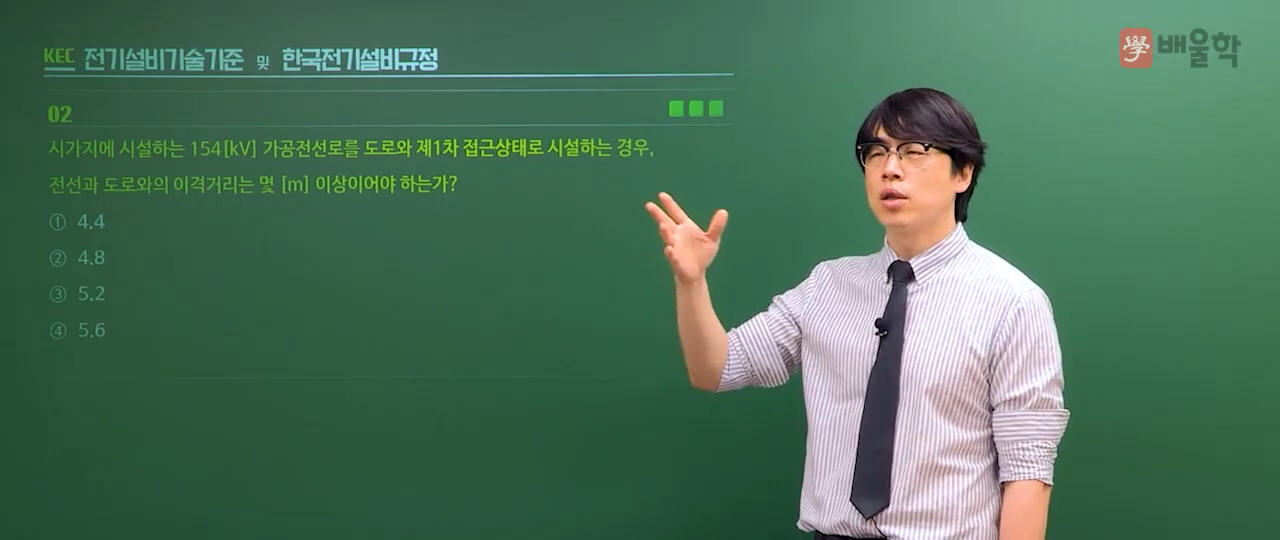 KEC 전기설비기술기준 및 한국전기설비규정
學 배울학
02
시가지에 시설하는 154[kV] 가공전선로를 도로와 제1차 접근상태로 시설하는 경우,
전선과 도로와의 이격거리는 몇 [m] 이상이어야 하는가?
① 4.4
② 4.8
③ 5.2
④ 5.6